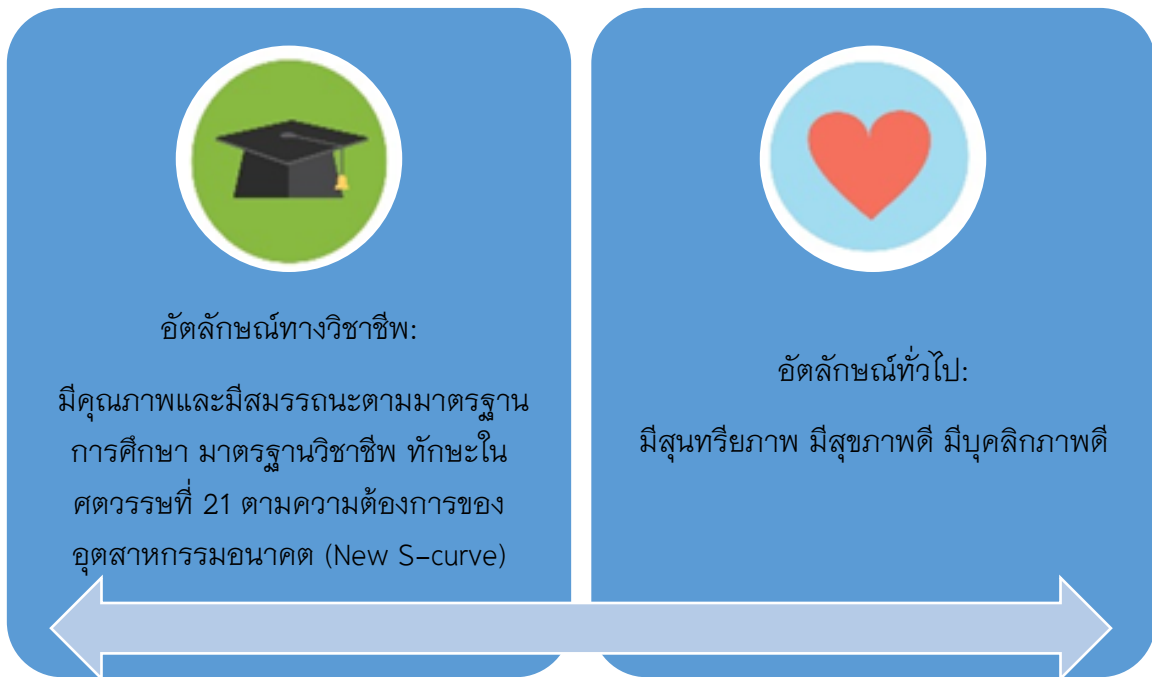 อัตลักษณ์ทางวิชาชีพ:
มีคุณภาพและมีสมรรถนะตามมาตรฐาน
การศึกษา มาตรฐานวิชาชีพ ทักษะใน
ศตวรรษที่ 21 ตามความต้องการของ
อุตสาหกรรมอนาคต (New S-curve)
อัตลักษณ์ทั่วไป:
มีสุนทรียภาพ มีสุขภาพดี มีบุคลิกภาพดี